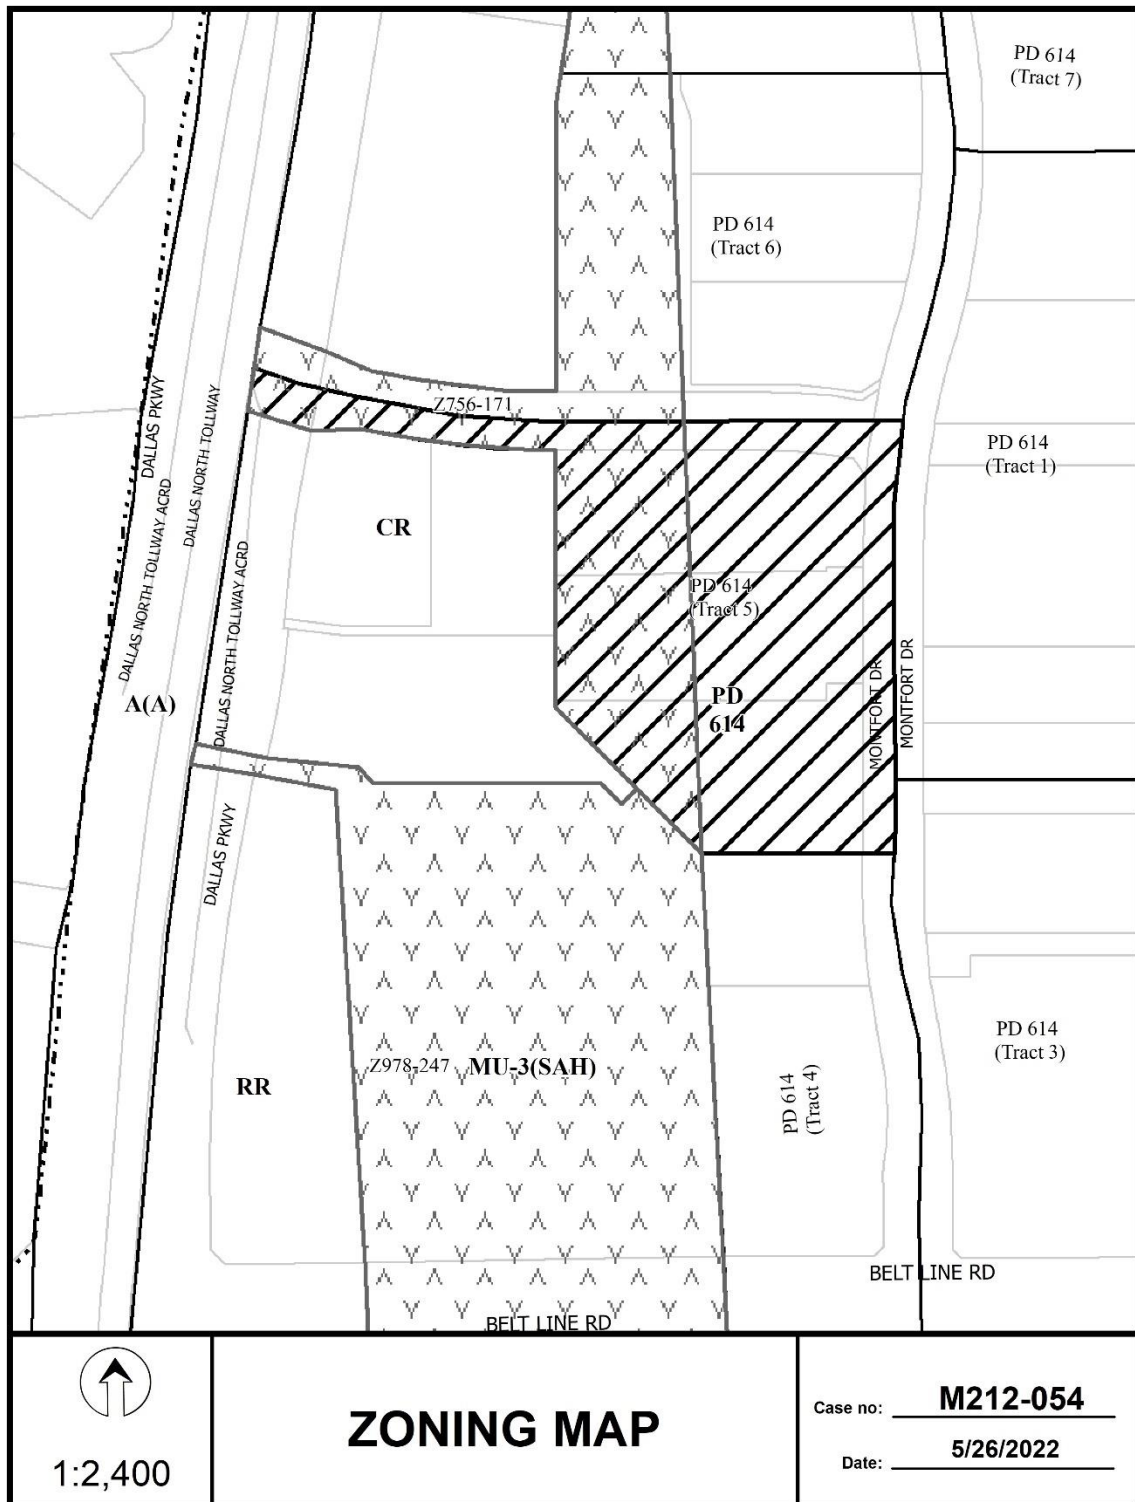 PD 614
(Tract 7)
PD 614
(Tract 6)
DALLAS PKWY
DALLAS NORTH TOLLWAY
Z756-171
PD 614
(Tract 1)
DALLAS NORTH TOLLWAY ACRD
CR
DALLAS NORTH TOLLWAY ACRD
PD 614
(Tract 5)
A(A)
PD
614
MONTFORT DR
MONTFORT DR
DALLAS PKWY
PD 614
(Tract 3)
Z978-247
MU-3(SAH)
RR
PD 614
(Tract 4)
BELT LINE RD
BELT LINE RD
1:2,400
ZONING MAP
Case no: M212-054
Date: 5/26/2022